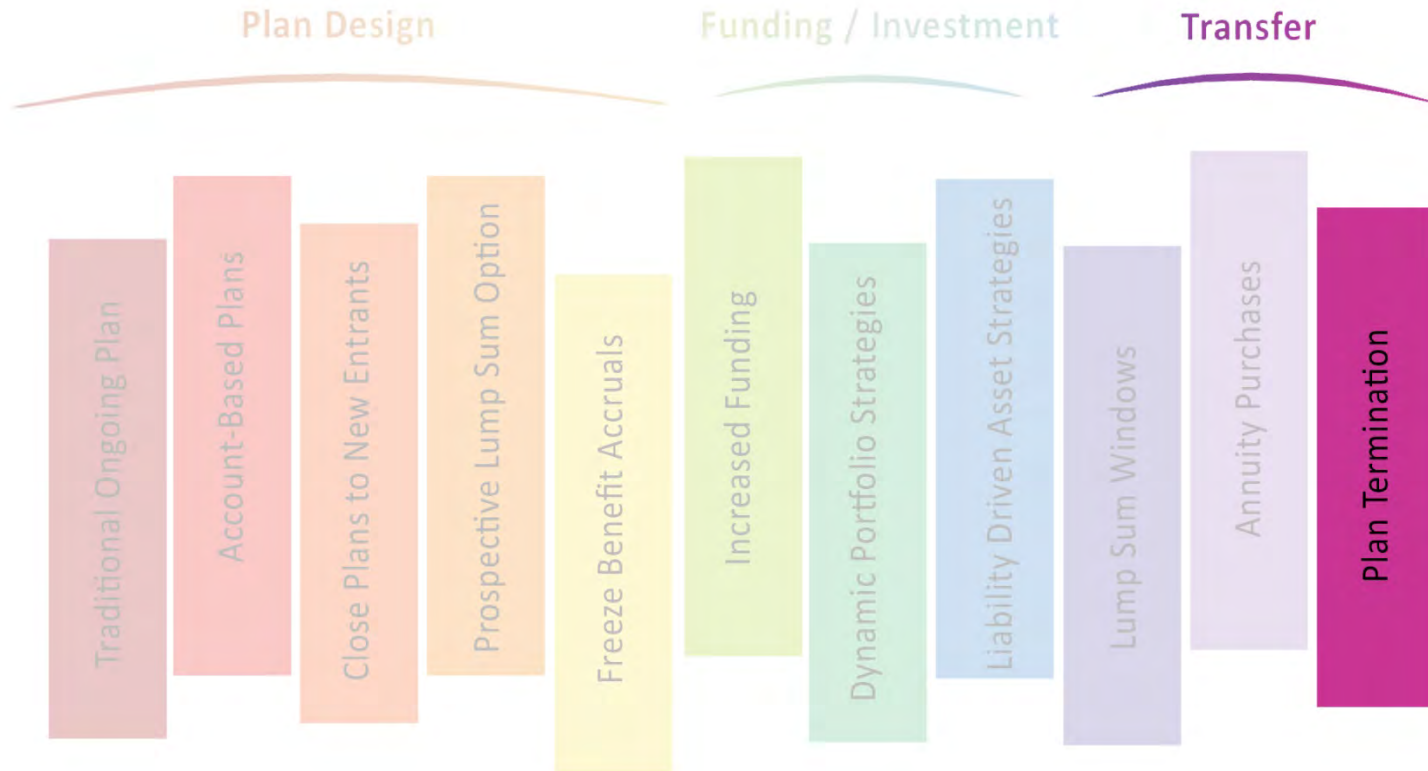 Plan Design
Funding / Investment
Transfer
Traditional Ongoing Plan
Account-Based Plans
Close Plans to New Entrants
Prospective Lump Sum Option
Freeze Benefit Accruals
Increased Funding
Dynamic Portfolio Strategies
Liability Driven Asset Strategies
Lump Sum Windows
Annuity Purchases
Plan Termination